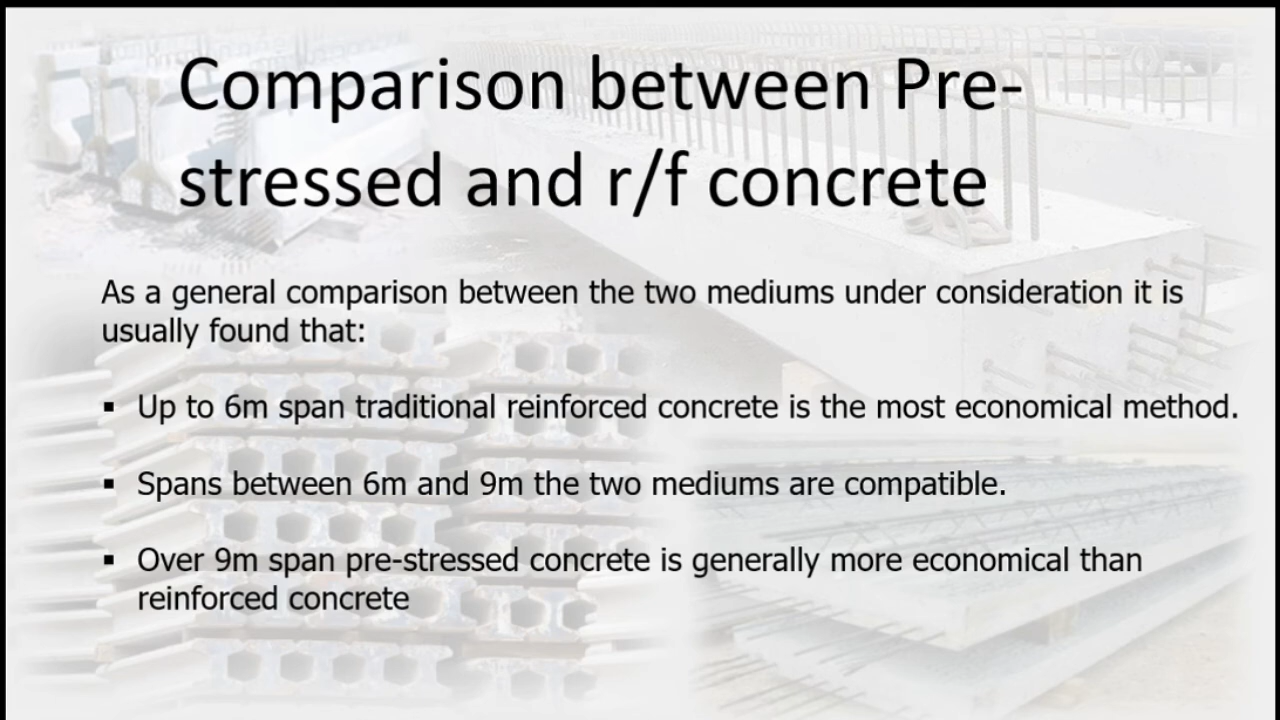 Comparison between Pre-
stressed and r/f concrete
As a general comparison between the two mediums under consideration it is
usually found that:
▪ Up to 6m span traditional reinforced concrete is the most economical method.
▪ Spans between 6m and 9m the two mediums are compatible.
▪ Over 9m span pre-stressed concrete is generally more economical than
reinforced concrete